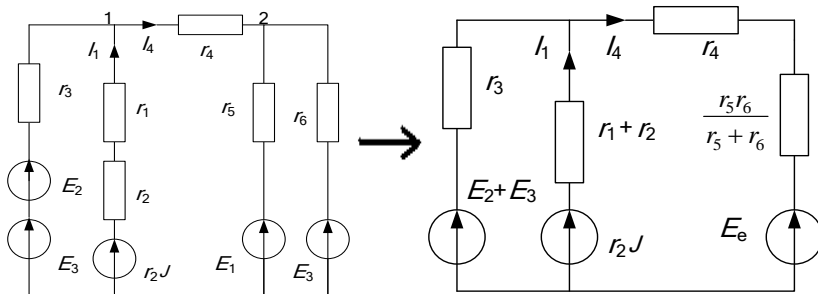 1
2
I₁
I₄
r₄
r₃
r₁
r₅
r₆
E₂
r₂
E₃
r₂J
E₁
E₃
I₁
I₄
r₄
r₃
r₁ + r₂
r₅r₆
r₅ + r₆
E₂+ E₃
r₂J
Eₑ